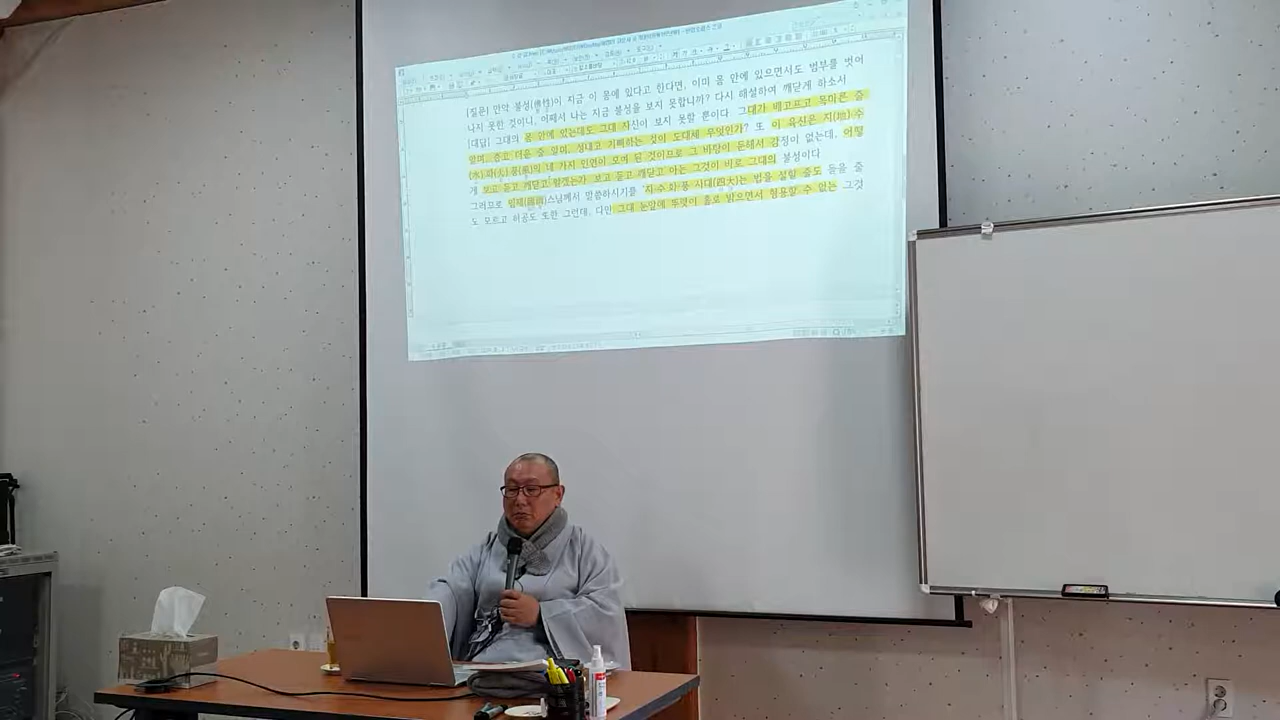 [질문] 만약 불성(佛性)이 지금 이 몸에 있다고 한다면, 이미 몸 안에 있으면서도 범부를 벗어
나지 못한 것이니, 어째서 나는 지금 불성을 보지 못합니까? 다시 해설하여 깨닫게 하소서
[대답] 그대의 몸 안에 있는데도 그대 자신이 보지 못할 뿐이다 그대가 배고프고 목마른 줄
알며, 춥고 더운 줄 알며, 성내고 기뻐하는 것이 도대체 무엇인가? 또 이 육신은 지(地) 수
(水) 화(火) 풍(風)의 네 가지 인연이 모여 된 것이므로 그 바탕이 둔해서 감정이 없는데, 어떻
게 보고 듣고 깨닫고 알겠는가 보고 듣고 깨닫고 아는 그것이 바로 그대의 불성이다
그러므로 임제(臨濟)스님께서 말씀하시기를 '지·수·화·풍 사대(四大)는 법을 설할 줄도 들을 줄
도 모르고 허공도 또한 그런데, 다만 그대 눈앞에 뚜렷이 홀로 밝으면서 형용할 수 없는 그것